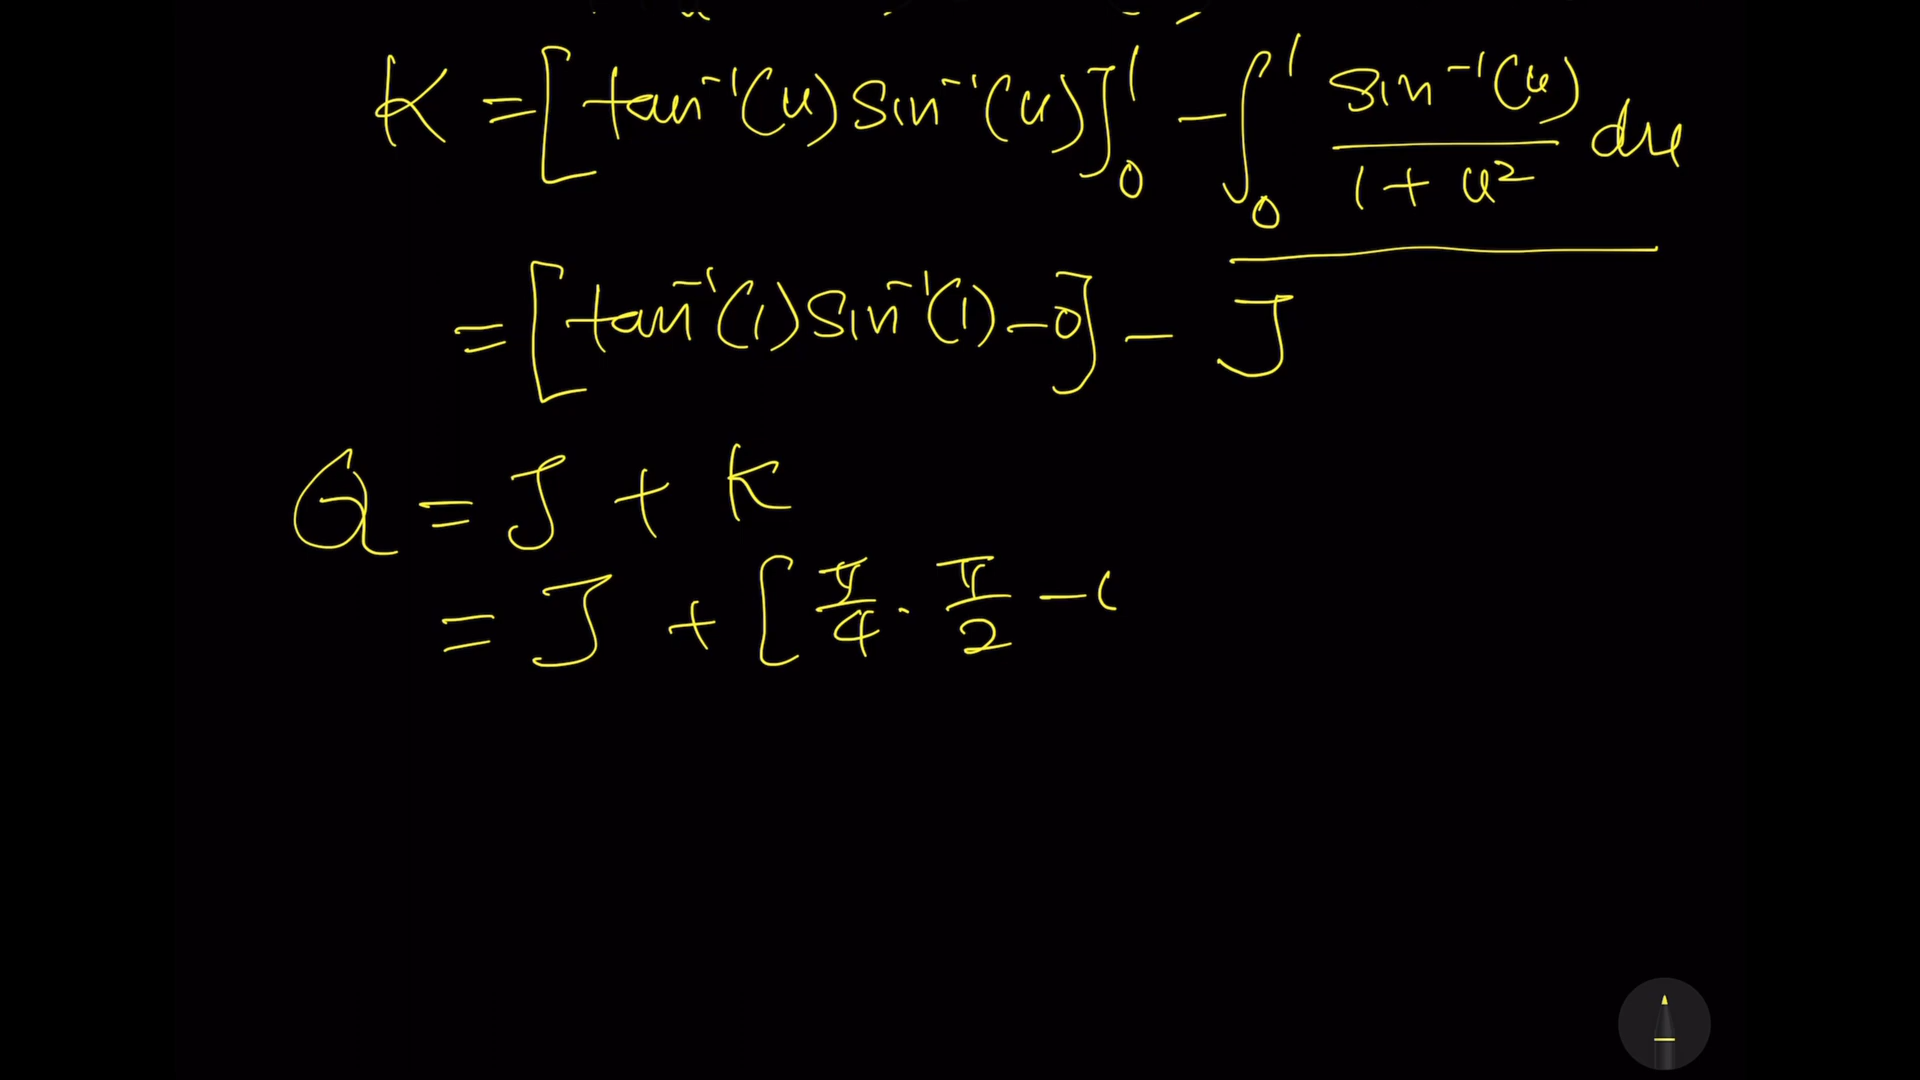 K = [tan⁻¹(u) sin⁻¹(u)]₀¹ − ∫₀¹ sin⁻¹(u)/(1 + u²) du
= [tan⁻¹(1) sin⁻¹(1) − 0] − J
Q = J + K
= J + [π/4 · π/2 − (